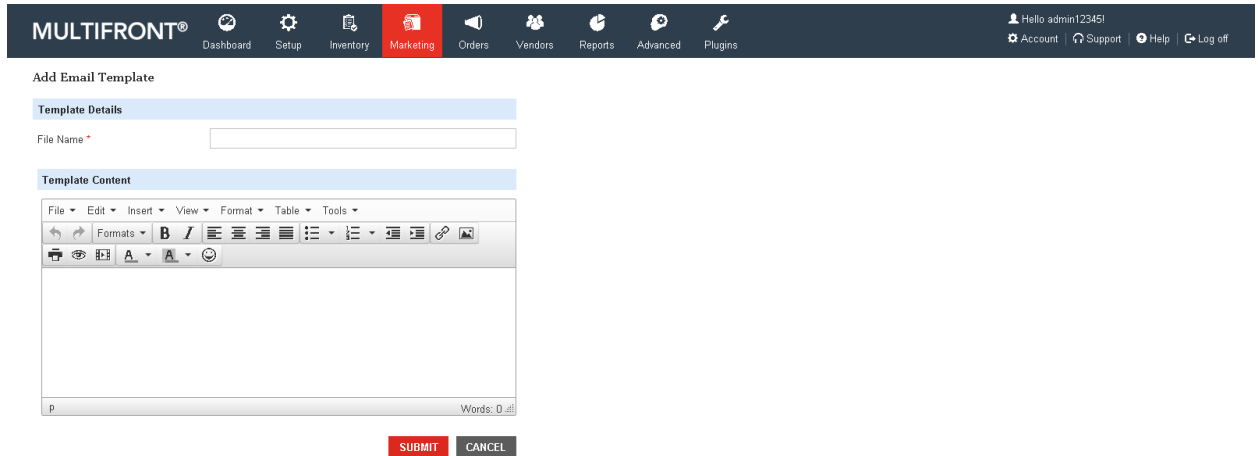 MULTIFRONT®
Dashboard Setup Inventory Marketing Orders Vendors Reports Advanced Plugins
Hello admin12345!
Account | Support | Help | Log off
Add Email Template
Template Details
File Name *
Template Content
File Edit Insert View Format Table Tools
Formats B I
A A
p Words: 0
SUBMIT CANCEL